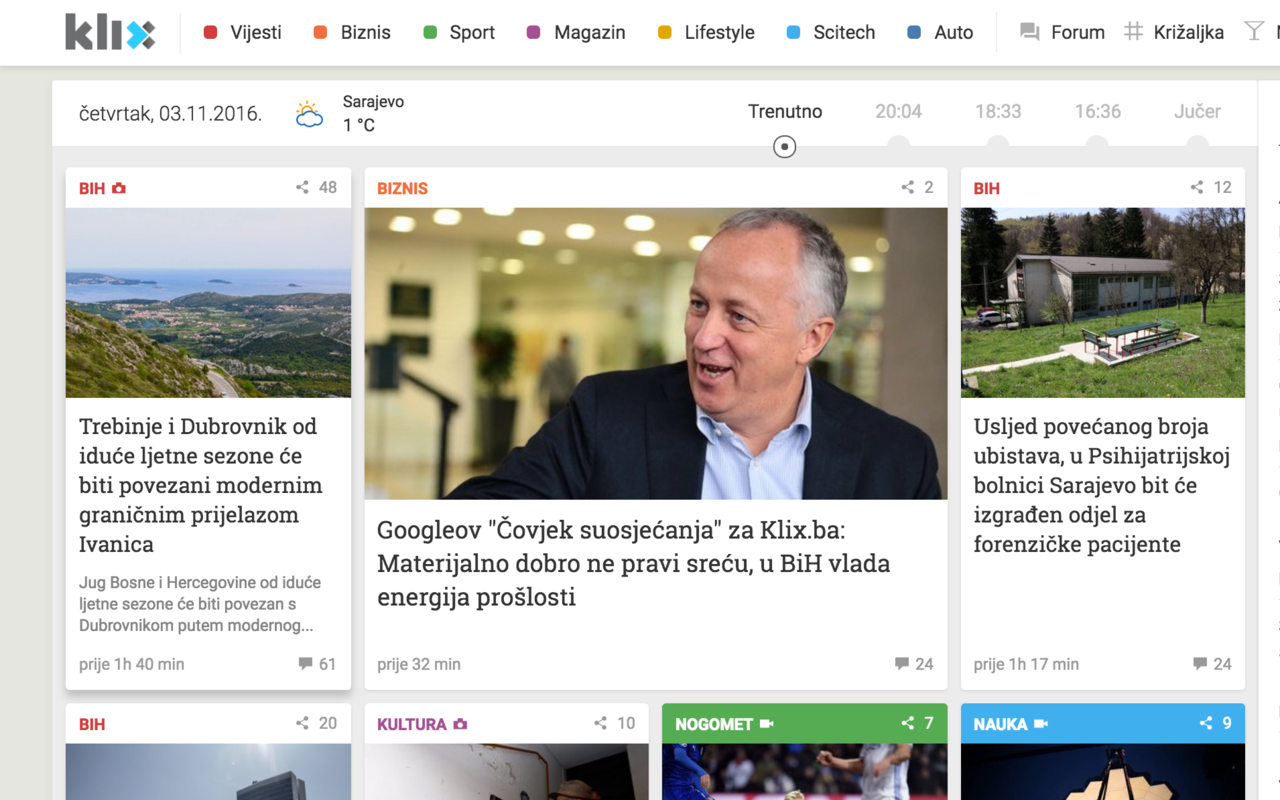 klix
Vijesti
Biznis
Sport
Magazin
Lifestyle
Scitech
Auto
Forum
Križaljka
četvrtak, 03.11.2016.
Sarajevo
1 °C
Trenutno
20:04
18:33
16:36
Jučer
BIH 48
Trebinje i Dubrovnik od
iduće ljetne sezone će
biti povezani modernim
graničnim prijelazom
Ivanica
Jug Bosne i Hercegovine od iduće
ljetne sezone će biti povezan s
Dubrovnikom putem modernog...
prije 1h 40 min 61
BIZNIS 2
Googleov "Čovjek suosjećanja" za Klix.ba:
Materijalno dobro ne pravi sreću, u BiH vlada
energija prošlosti
prije 32 min 24
BIH 12
Usljed povećanog broja
ubistava, u Psihijatrijskoj
bolnici Sarajevo bit će
izgrađen odjel za
forenzičke pacijente
prije 1h 17 min 24
BIH 20
KULTURA 10
NOGOMET 7
NAUKA 9